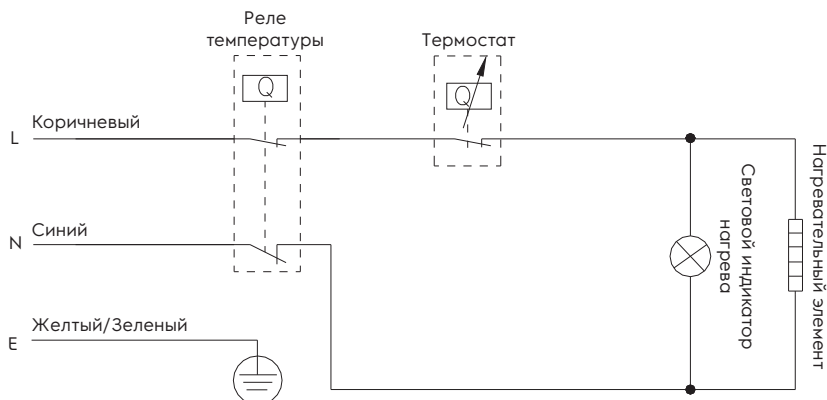 Реле
температуры
Термостат
Q
Q
L
Коричневый
N
Синий
E
Желтый/Зеленый
Световой индикатор
нагрева
Нагревательный элемент